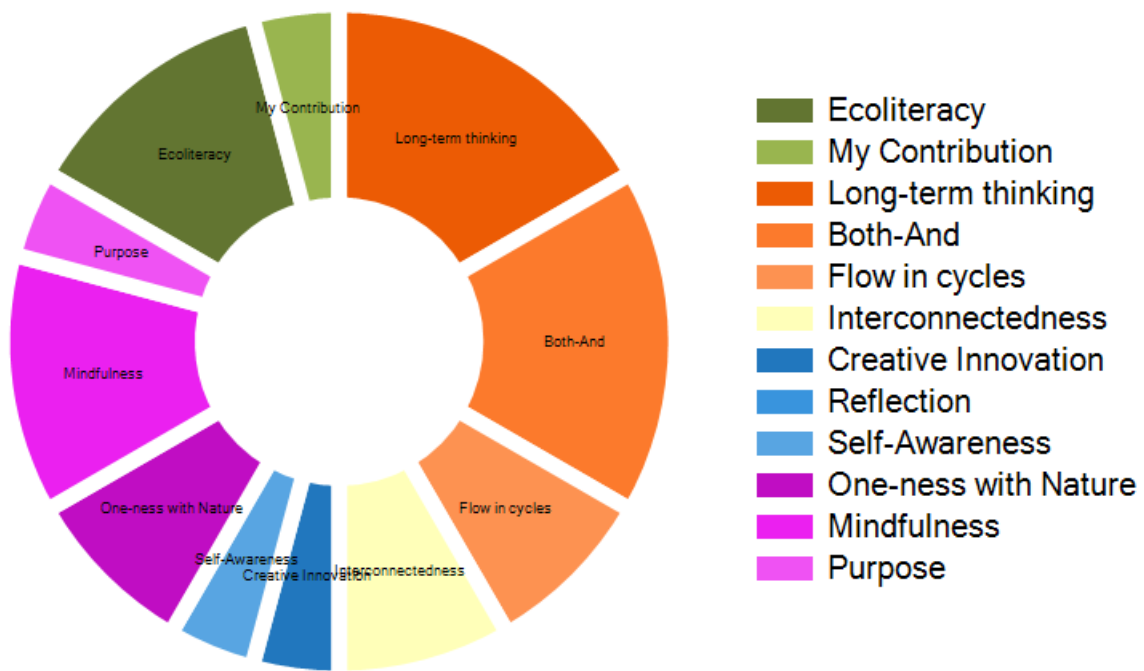 My Contribution
Long-term thinking
Ecoliteracy
Purpose
Both-And
Mindfulness
One-ness with Nature
Flow in cycles
Self-Awareness
Creative Innovation
Interconnectedness
Ecoliteracy
My Contribution
Long-term thinking
Both-And
Flow in cycles
Interconnectedness
Creative Innovation
Reflection
Self-Awareness
One-ness with Nature
Mindfulness
Purpose